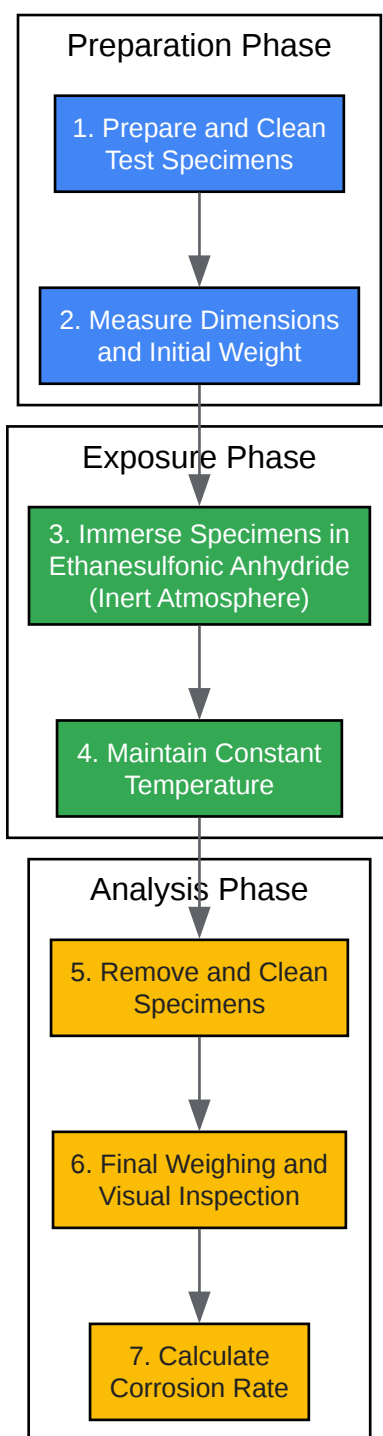 Preparation Phase
1. Prepare and Clean
Test Specimens
2. Measure Dimensions
and Initial Weight
Exposure Phase
3. Immerse Specimens in
Ethanesulfonic Anhydride
(Inert Atmosphere)
4. Maintain Constant
Temperature
Analysis Phase
5. Remove and Clean
Specimens
6. Final Weighing and
Visual Inspection
7. Calculate
Corrosion Rate